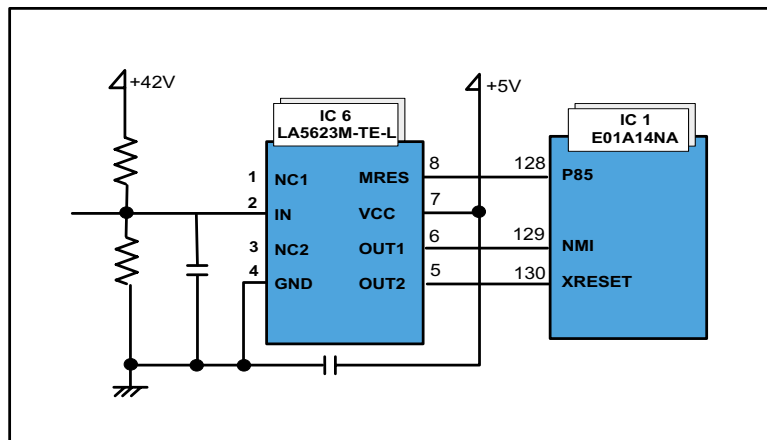 +42V
+5V
IC 6
LA5623M-TE-L
IC 1
E01A14NA
1 NC1
MRES 8
128 P85
2 IN
VCC 7
3 NC2
OUT1 6
129 NMI
4 GND
OUT2 5
130 XRESET